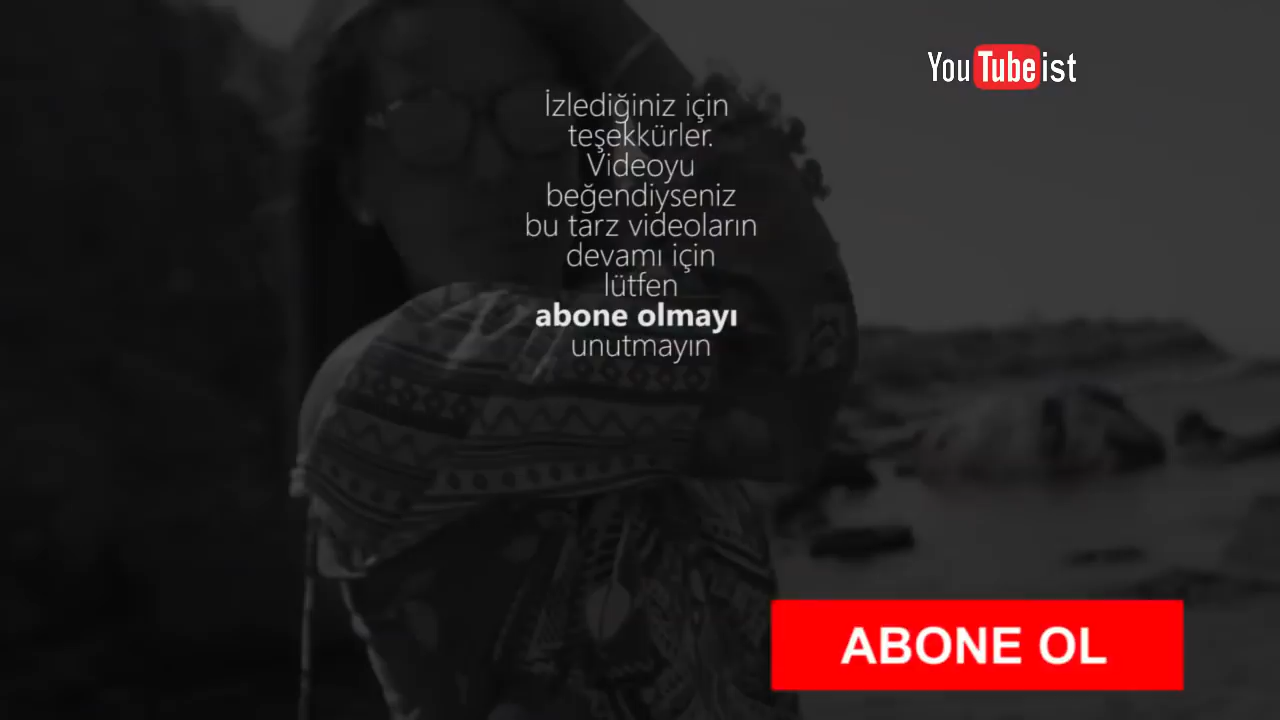 YouTubeist
İzlediğiniz için
teşekkürler.
Videoyu
beğendiyseniz
bu tarz videoların
devamı için
lütfen
abone olmayı
unutmayın
ABONE OL